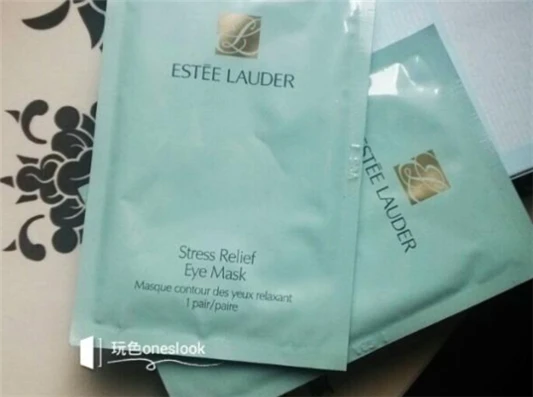 ESTĒE LAUDER
Stress Relief
Eye Mask
Masque contour des yeux relaxant
1 pair/paire
ESTĒE LAUDER
玩色oneslook